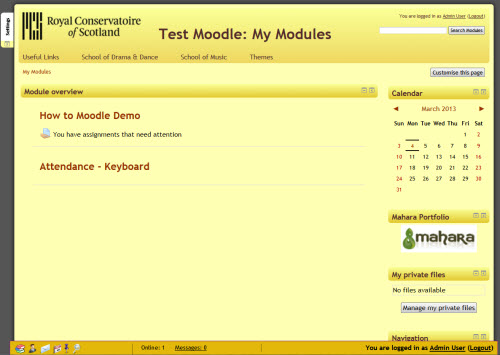 Settings
Royal Conservatoire
of Scotland
Test Moodle: My Modules
You are logged in as Admin User (Logout)
Search Modules
Useful Links School of Drama & Dance School of Music Themes
My Modules
Customise this page
Module overview
How to Moodle Demo
You have assignments that need attention
Attendance - Keyboard
Calendar
◄ March 2013 ►
Sun Mon Tue Wed Thu Fri Sat
1 2
3 4 5 6 7 8 9
10 11 12 13 14 15 16
17 18 19 20 21 22 23
24 25 26 27 28 29 30
31
Mahara Portfolio
mahara
My private files
No files available
Manage my private files
Navigation
Online: 1 Messages: 0 You are logged in as Admin User (Logout)